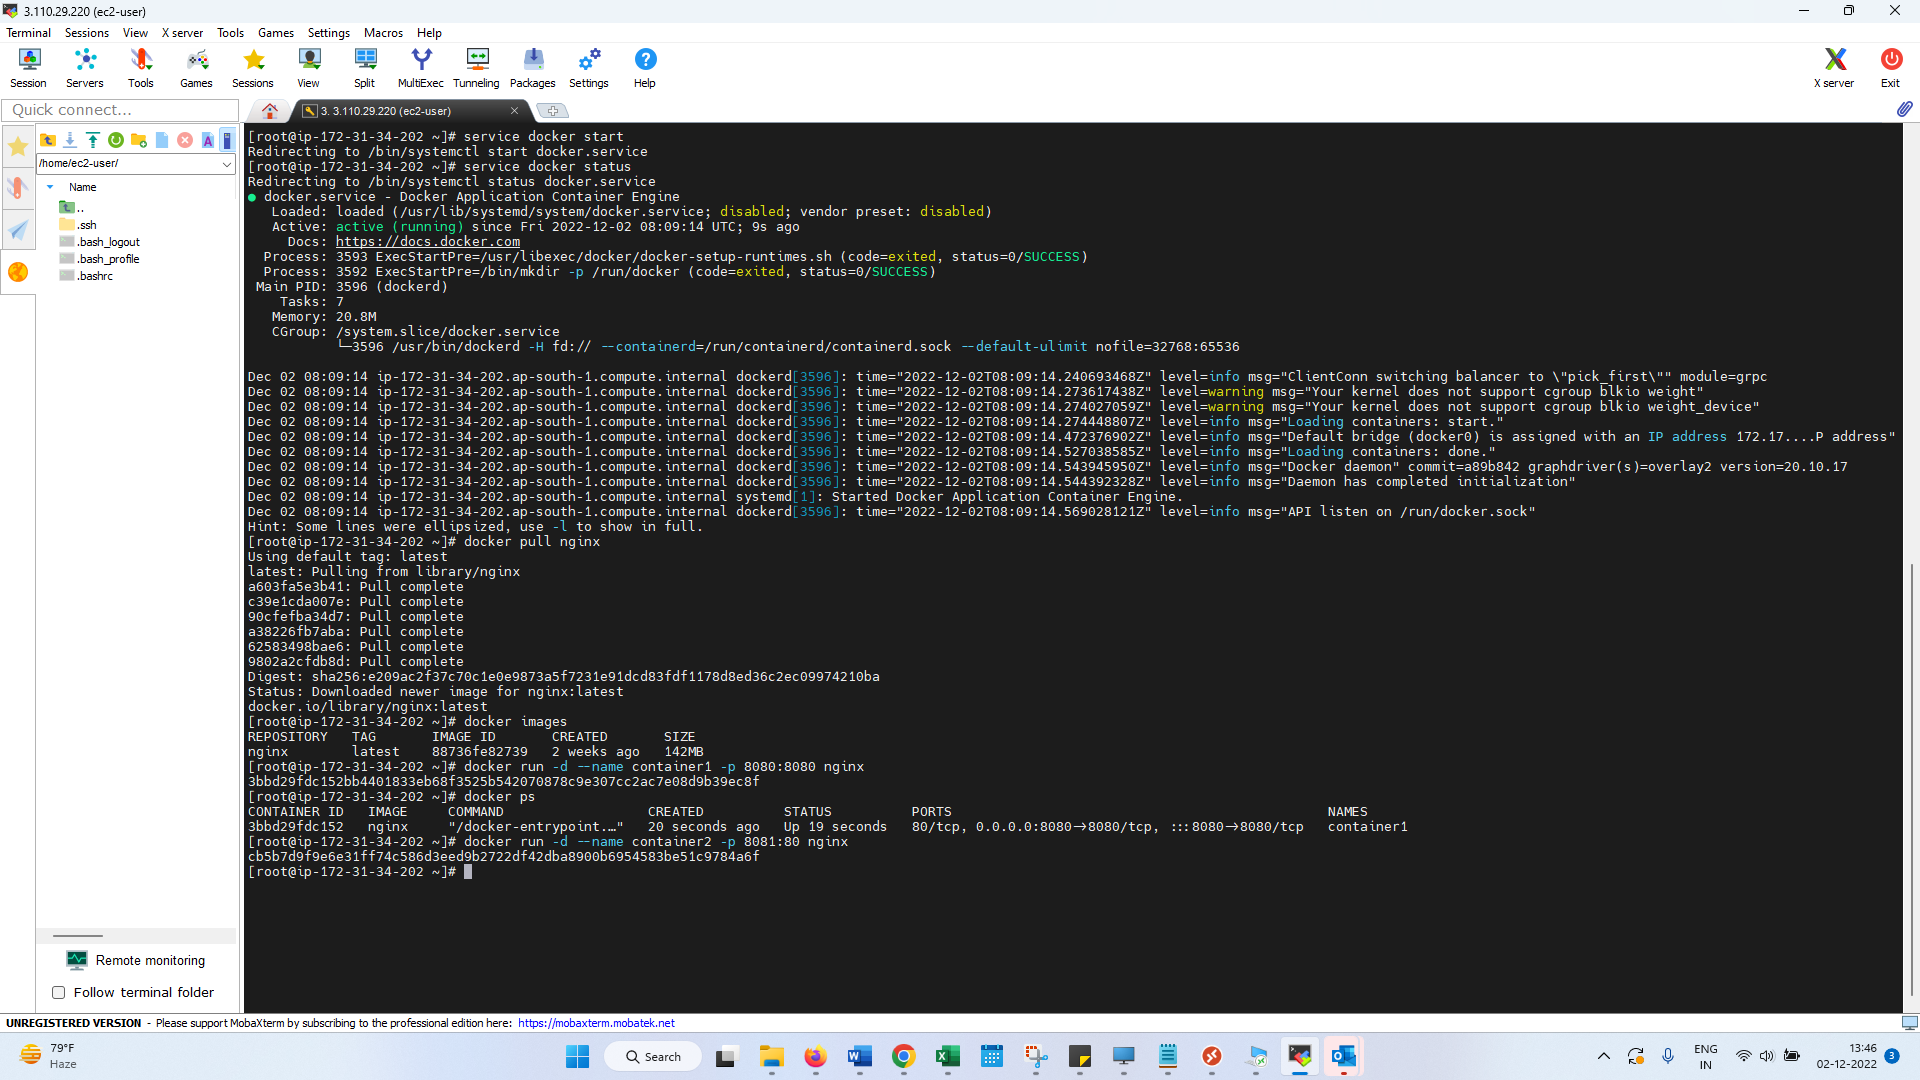 3.110.29.220 (ec2-user)
Terminal Sessions View X server Tools Games Settings Macros Help
Session Servers Tools Games Sessions View Split MultiExec Tunneling Packages Settings Help X server Exit
Quick connect...
3. 3.110.29.220 (ec2-user)
/home/ec2-user/
Name
..
.ssh
.bash_logout
.bash_profile
.bashrc
[root@ip-172-31-34-202 ~]# service docker start
Redirecting to /bin/systemctl start docker.service
[root@ip-172-31-34-202 ~]# service docker status
Redirecting to /bin/systemctl status docker.service
● docker.service - Docker Application Container Engine
Loaded: loaded (/usr/lib/systemd/system/docker.service; disabled; vendor preset: disabled)
Active: active (running) since Fri 2022-12-02 08:09:14 UTC; 9s ago
Docs: https://docs.docker.com
Process: 3593 ExecStartPre=/usr/libexec/docker/docker-setup-runtimes.sh (code=exited, status=0/SUCCESS)
Process: 3592 ExecStartPre=/bin/mkdir -p /run/docker (code=exited, status=0/SUCCESS)
Main PID: 3596 (dockerd)
Tasks: 7
Memory: 20.8M
CGroup: /system.slice/docker.service
└─3596 /usr/bin/dockerd -H fd:// --containerd=/run/containerd/containerd.sock --default-ulimit nofile=32768:65536
Dec 02 08:09:14 ip-172-31-34-202.ap-south-1.compute.internal dockerd[3596]: time="2022-12-02T08:09:14.240693468Z" level=info msg="ClientConn switching balancer to \"pick_first\"" module=grpc
Dec 02 08:09:14 ip-172-31-34-202.ap-south-1.compute.internal dockerd[3596]: time="2022-12-02T08:09:14.273617438Z" level=warning msg="Your kernel does not support cgroup blkio weight"
Dec 02 08:09:14 ip-172-31-34-202.ap-south-1.compute.internal dockerd[3596]: time="2022-12-02T08:09:14.274027059Z" level=warning msg="Your kernel does not support cgroup blkio weight_device"
Dec 02 08:09:14 ip-172-31-34-202.ap-south-1.compute.internal dockerd[3596]: time="2022-12-02T08:09:14.274448807Z" level=info msg="Loading containers: start."
Dec 02 08:09:14 ip-172-31-34-202.ap-south-1.compute.internal dockerd[3596]: time="2022-12-02T08:09:14.472376902Z" level=info msg="Default bridge (docker0) is assigned with an IP address 172.17....P address"
Dec 02 08:09:14 ip-172-31-34-202.ap-south-1.compute.internal dockerd[3596]: time="2022-12-02T08:09:14.527038585Z" level=info msg="Loading containers: done."
Dec 02 08:09:14 ip-172-31-34-202.ap-south-1.compute.internal dockerd[3596]: time="2022-12-02T08:09:14.543945950Z" level=info msg="Docker daemon" commit=a89b842 graphdriver(s)=overlay2 version=20.10.17
Dec 02 08:09:14 ip-172-31-34-202.ap-south-1.compute.internal dockerd[3596]: time="2022-12-02T08:09:14.544392328Z" level=info msg="Daemon has completed initialization"
Dec 02 08:09:14 ip-172-31-34-202.ap-south-1.compute.internal systemd[1]: Started Docker Application Container Engine.
Dec 02 08:09:14 ip-172-31-34-202.ap-south-1.compute.internal dockerd[3596]: time="2022-12-02T08:09:14.569028121Z" level=info msg="API listen on /run/docker.sock"
Hint: Some lines were ellipsized, use -l to show in full.
[root@ip-172-31-34-202 ~]# docker pull nginx
Using default tag: latest
latest: Pulling from library/nginx
a603fa5e3b41: Pull complete
c39e1cda007e: Pull complete
90cfefba34d7: Pull complete
a38226fb7aba: Pull complete
62583498bae6: Pull complete
9802a2cfdb8d: Pull complete
Digest: sha256:e209ac2f37c70c1e0e9873a5f7231e91dcd83fdf1178d8ed36c2ec09974210ba
Status: Downloaded newer image for nginx:latest
docker.io/library/nginx:latest
[root@ip-172-31-34-202 ~]# docker images
REPOSITORY TAG IMAGE ID CREATED SIZE
nginx latest 88736fe82739 2 weeks ago 142MB
[root@ip-172-31-34-202 ~]# docker run -d --name container1 -p 8080:8080 nginx
3bbd29fdc152bb4401833eb68f3525b542070878c9e307cc2ac7e08d9b39ec8f
[root@ip-172-31-34-202 ~]# docker ps
CONTAINER ID IMAGE COMMAND CREATED STATUS PORTS NAMES
3bbd29fdc152 nginx "/docker-entrypoint.…" 20 seconds ago Up 19 seconds 80/tcp, 0.0.0.0:8080->8080/tcp, :::8080->8080/tcp container1
[root@ip-172-31-34-202 ~]# docker run -d --name container2 -p 8081:80 nginx
cb5b7d9f9e6e31ff74c586d3eed9b2722df42dba8900b6954583be51c9784a6f
[root@ip-172-31-34-202 ~]#
Remote monitoring
Follow terminal folder
UNREGISTERED VERSION - Please support MobaXterm by subscribing to the professional edition here: https://mobaxterm.mobatek.net
79°F
Haze
Search
ENG
IN
13:46
02-12-2022
3